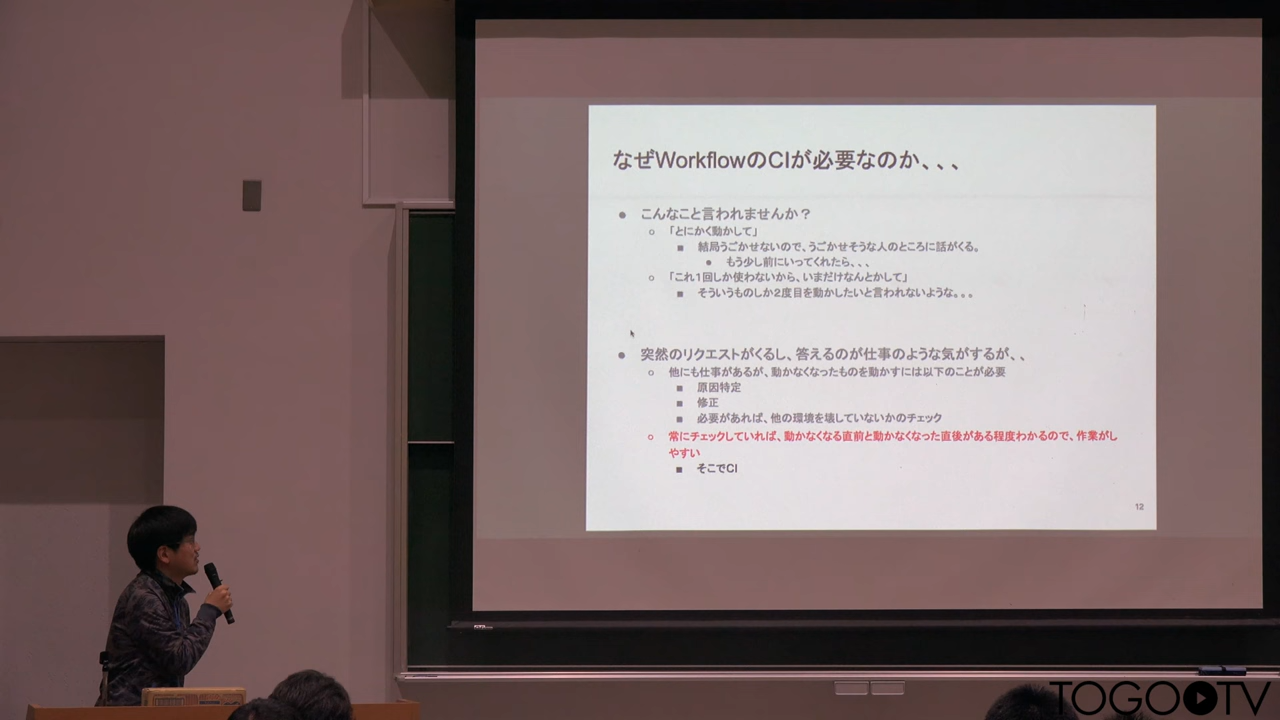 なぜWorkflowのCIが必要なのか、、、
● こんなこと言われませんか？
○ 「とにかく動かして」
■ 結局うごかせないので、うごかせそうな人のところに話がくる。
● もう少し前にいってくれたら、、、
○ 「これ1回しか使わないから、いまだけなんとかして」
■ そういうものしか2度目を動かしたいと言われないような。。。
● 突然のリクエストがくるし、答えるのが仕事のような気がするが、、
○ 他にも仕事があるが、動かなくなったものを動かすには以下のことが必要
■ 原因特定
■ 修正
■ 必要があれば、他の環境を壊していないかのチェック
○ 常にチェックしていれば、動かなくなる直前と動かなくなった直後がある程度わかるので、作業がし
やすい
■ そこでCI
12
TOGOTV